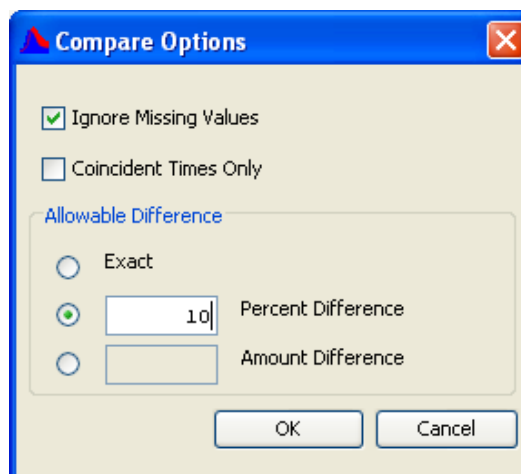 Compare Options
Ignore Missing Values
Coincident Times Only
Allowable Difference
Exact
10 Percent Difference
Amount Difference
OK Cancel